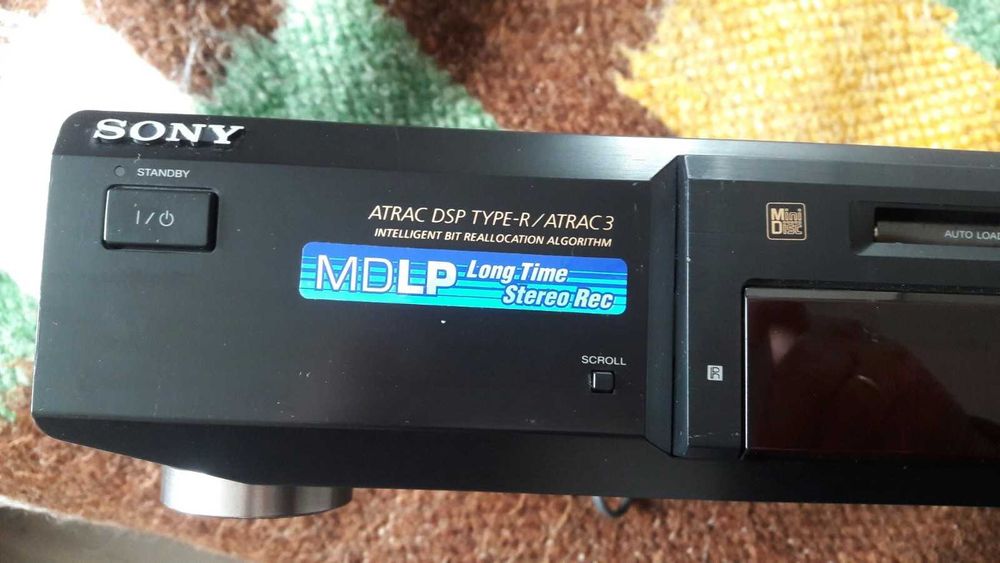 SONY
STANDBY
I/⏻
ATRAC DSP TYPE-R/ATRAC3
INTELLIGENT BIT REALLOCATION ALGORITHM
MDLP Long Time
Stereo Rec
SCROLL
Mini
Disc
AUTO LOAD